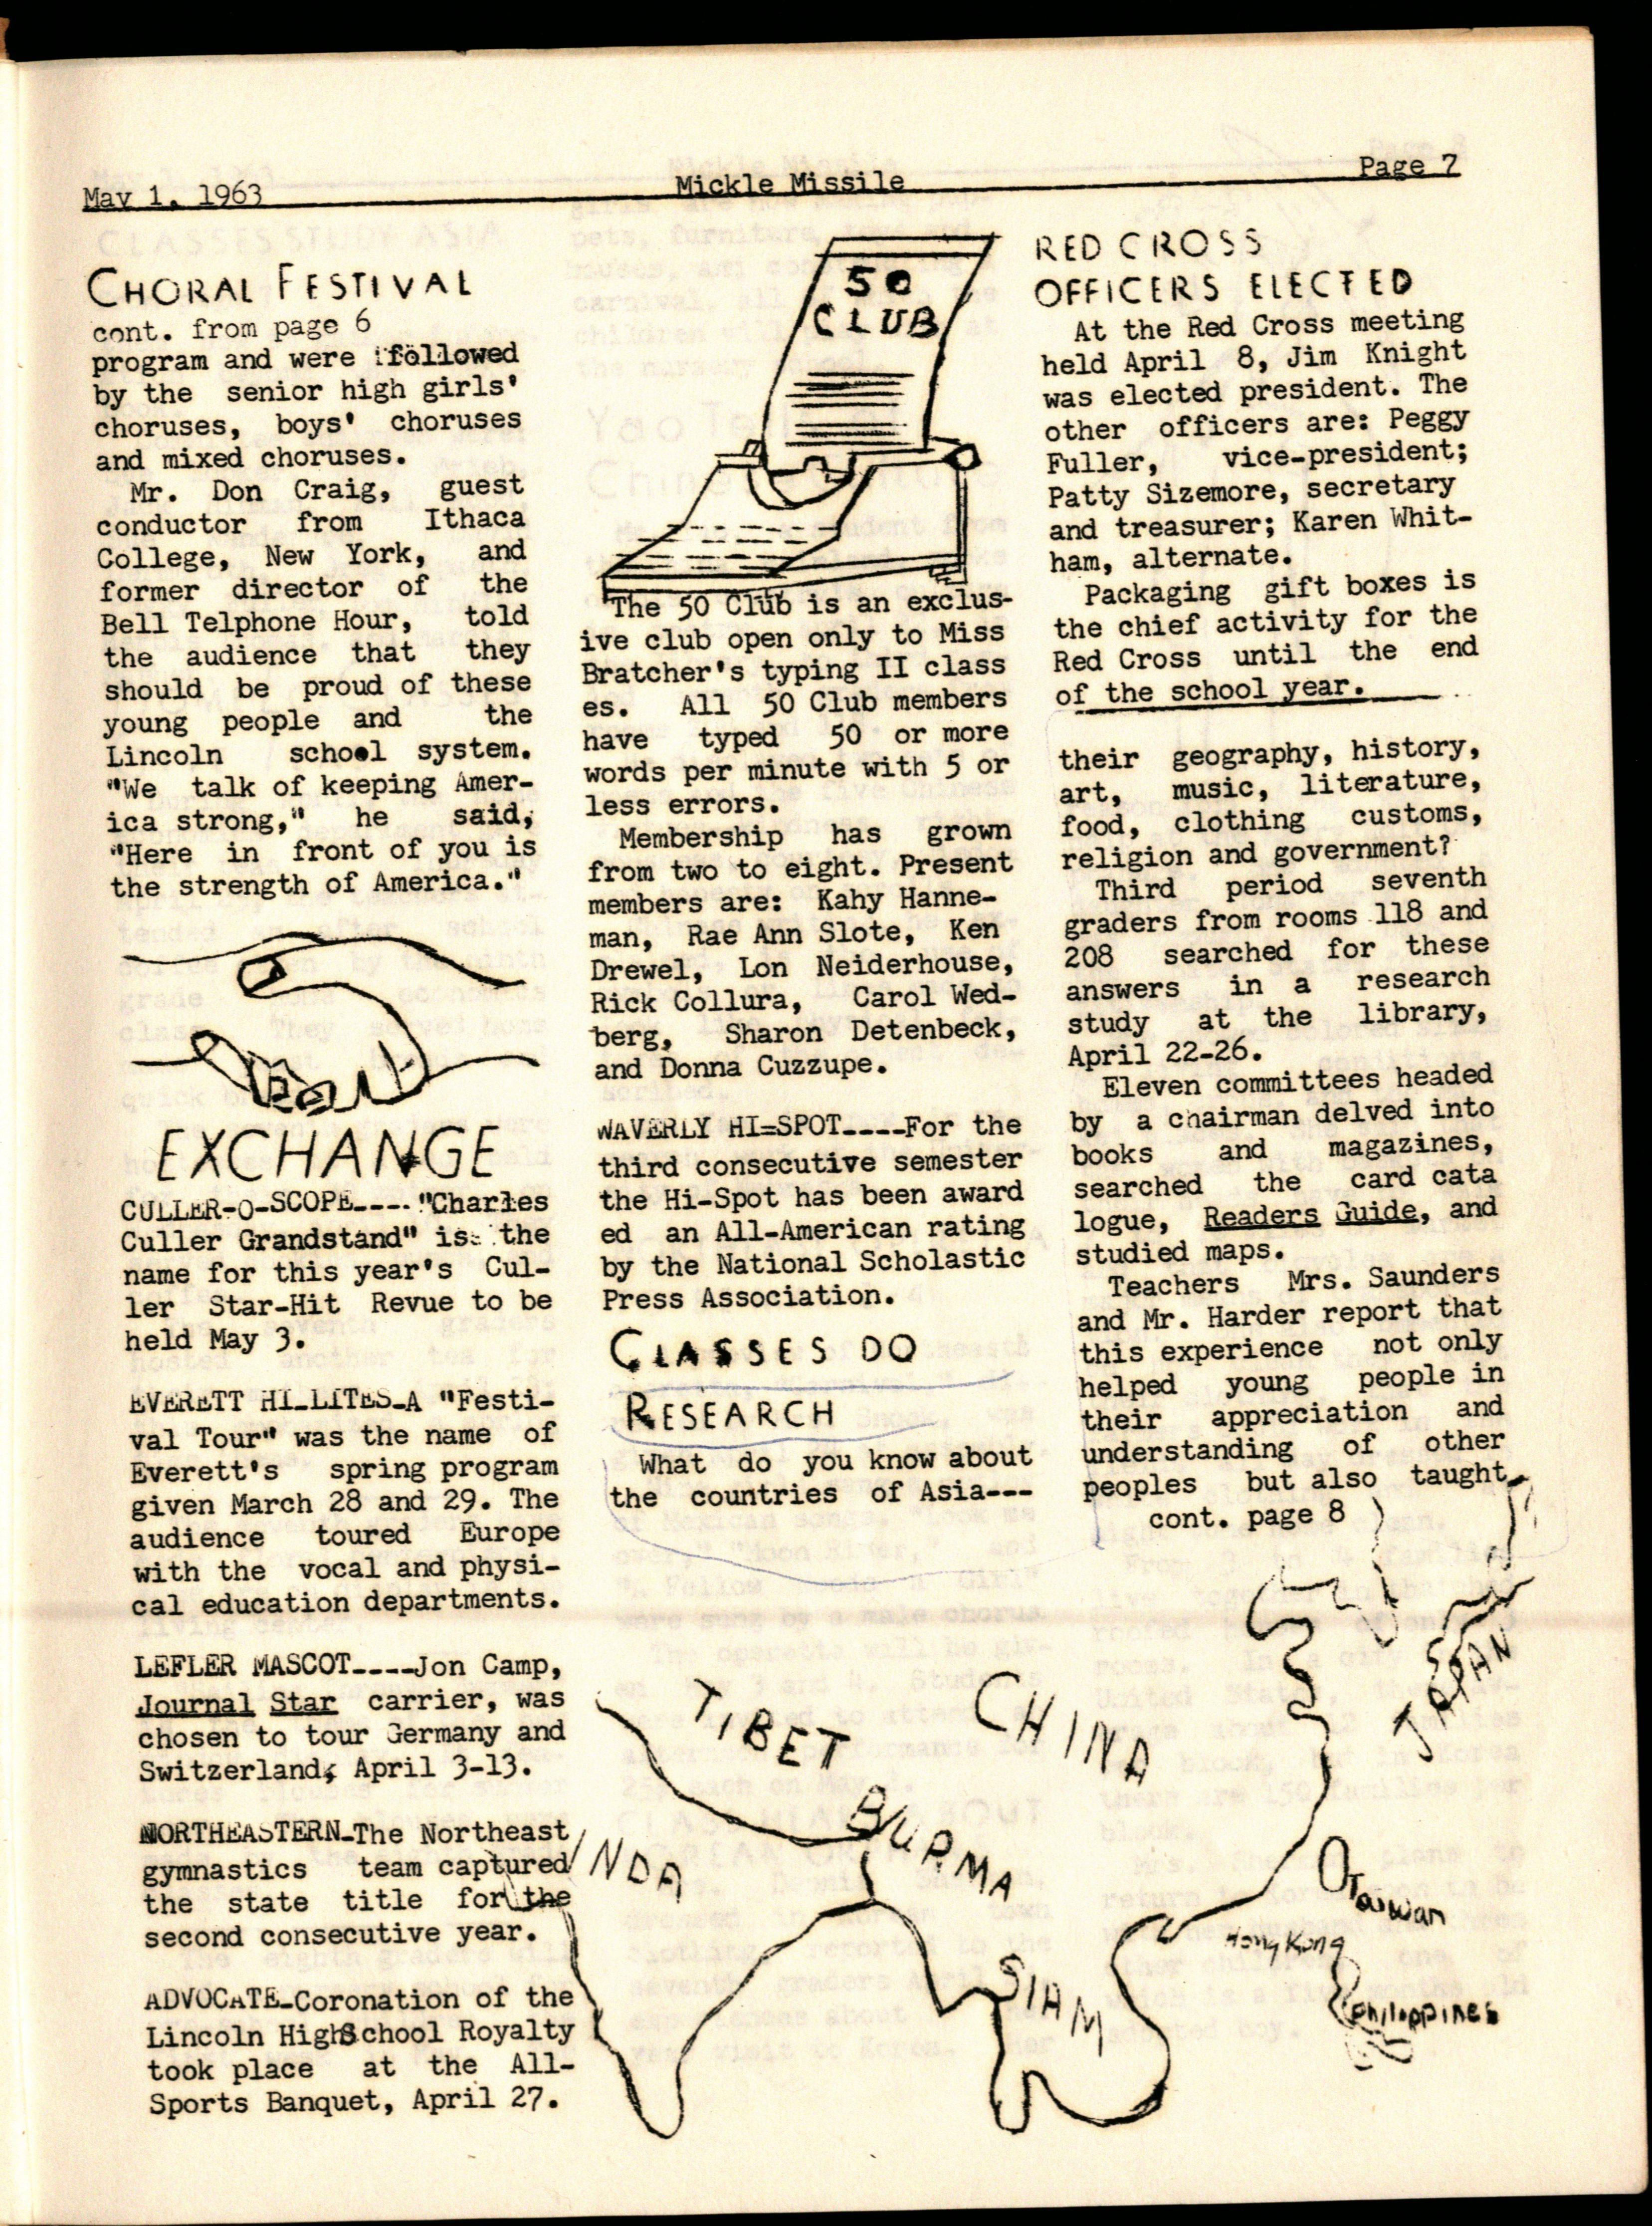 May 1, 1963
Mickle Missile
Page 7
CHORAL FESTIVAL
cont. from page 6
program and were followed
by the senior high girls'
choruses, boys' choruses
and mixed choruses.
Mr. Don Craig, guest
conductor from Ithaca
College, New York, and
former director of the
Bell Telphone Hour, told
the audience that they
should be proud of these
young people and the
Lincoln school system.
"We talk of keeping Amer-
ica strong," he said,
"Here in front of you is
the strength of America."
EXCHANGE
CULLER-O-SCOPE----"Charles
Culler Grandstand" is the
name for this year's Cul-
ler Star-Hit Revue to be
held May 3.
EVERETT HI-LITES-A "Festi-
val Tour" was the name of
Everett's spring program
given March 28 and 29. The
audience toured Europe
with the vocal and physi-
cal education departments.
LEFLER MASCOT----Jon Camp,
Journal Star carrier, was
chosen to tour Germany and
Switzerland, April 3-13.
NORTHEASTERN-The Northeast
gymnastics team captured
the state title for the
second consecutive year.
ADVOCATE-Coronation of the
Lincoln High School Royalty
took place at the All-
Sports Banquet, April 27.
50
CLUB
The 50 Club is an exclus-
ive club open only to Miss
Bratcher's typing II class
es. All 50 Club members
have typed 50 or more
words per minute with 5 or
less errors.
Membership has grown
from two to eight. Present
members are: Kahy Hanne-
man, Rae Ann Slote, Ken
Drewel, Lon Neiderhouse,
Rick Collura, Carol Wed-
berg, Sharon Detenbeck,
and Donna Cuzzupe.
WAVERLY HI=SPOT----For the
third consecutive semester
the Hi-Spot has been award
ed an All-American rating
by the National Scholastic
Press Association.
CLASSES DO
RESEARCH
What do you know about
the countries of Asia---
RED CROSS
OFFICERS ELECTED
At the Red Cross meeting
held April 8, Jim Knight
was elected president. The
other officers are: Peggy
Fuller, vice-president;
Patty Sizemore, secretary
and treasurer; Karen Whit-
ham, alternate.
Packaging gift boxes is
the chief activity for the
Red Cross until the end
of the school year.
their geography, history,
art, music, literature,
food, clothing customs,
religion and government?
Third period seventh
graders from rooms 118 and
208 searched for these
answers in a research
study at the library,
April 22-26.
Eleven committees headed
by a chairman delved into
books and magazines,
searched the card cata
logue, Readers Guide, and
studied maps.
Teachers Mrs. Saunders
and Mr. Harder report that
this experience not only
helped young people in
their appreciation and
understanding of other
peoples but also taught
cont. page 8
TIBET
CHINA
JAPAN
BURMA
INDA
Taiwan
Hong Kong
SIAM
Philippines